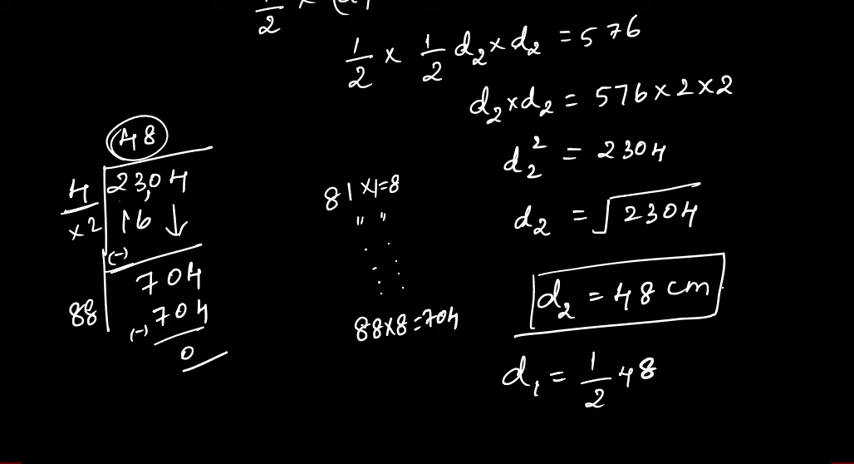 1/2 ×
1/2 × 1/2 d₂ × d₂ = 576
d₂ × d₂ = 576 × 2 × 2
d₂² = 2304
d₂ = √2304
d₂ = 48 cm
d₁ = 1/2 48
48
4 23,04
×2 16 ↓
(-)
704
88 (-) 704
0
81 ×1=8
" "
88×8=704